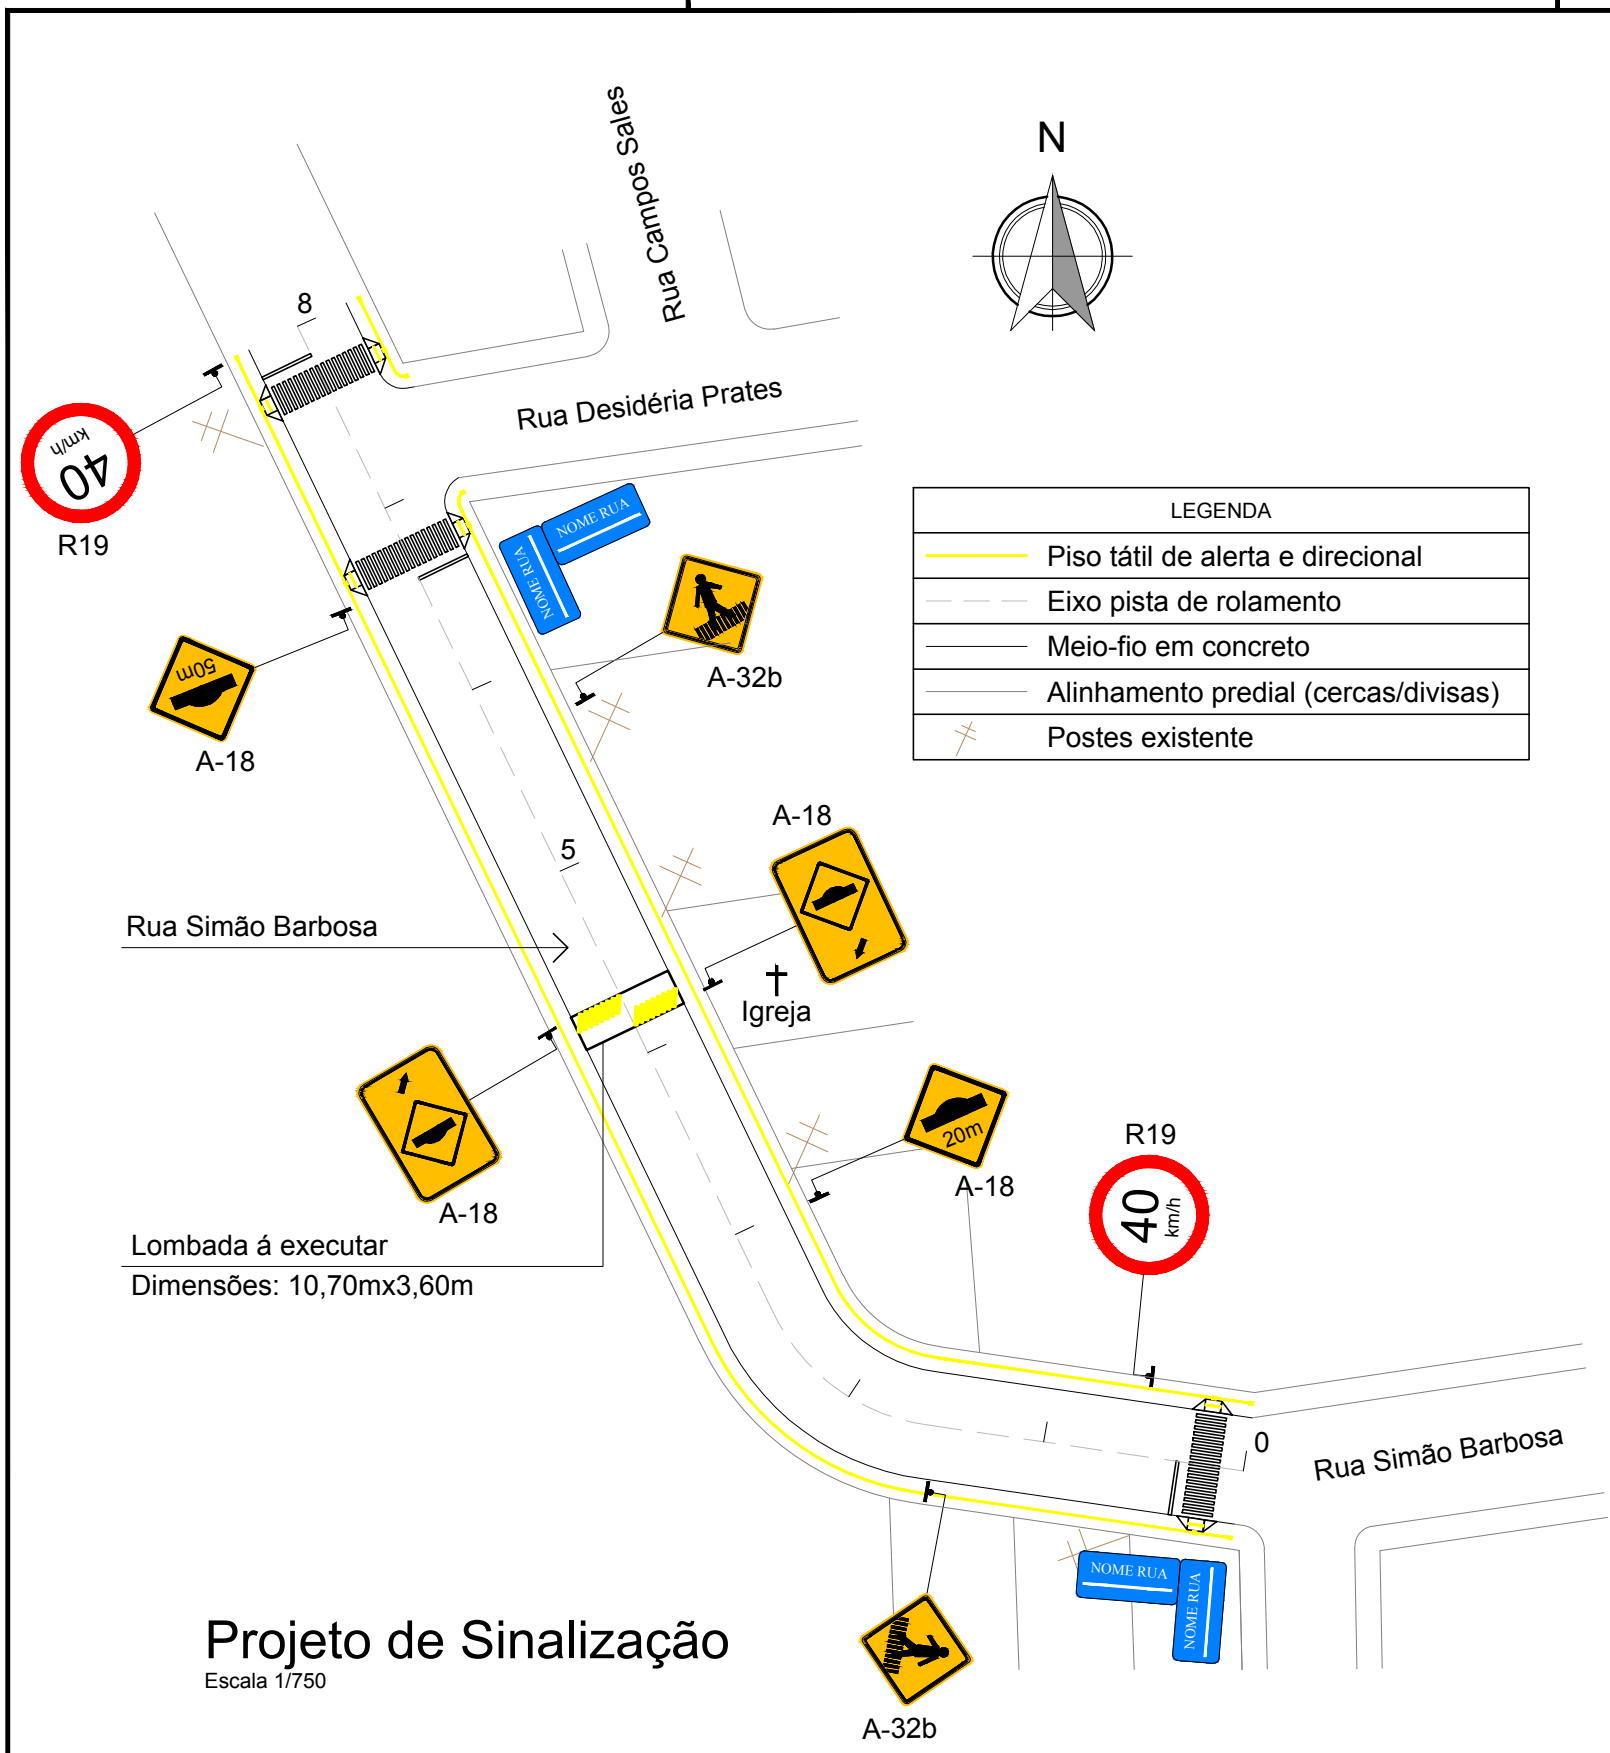 Rua Campos Sales
N
8
Rua Desidéria Prates
40
km/h
R19
NOME RUA
NOME RUA
LEGENDA
Piso tátil de alerta e direcional
Eixo pista de rolamento
Meio-fio em concreto
Alinhamento predial (cercas/divisas)
Postes existente
50m
A-18
A-32b
A-18
5
Rua Simão Barbosa
Igreja
A-18
20m
A-18
R19
40
km/h
Lombada á executar
Dimensões: 10,70mx3,60m
0
Rua Simão Barbosa
NOME RUA
NOME RUA
Projeto de Sinalização
Escala 1/750
A-32b